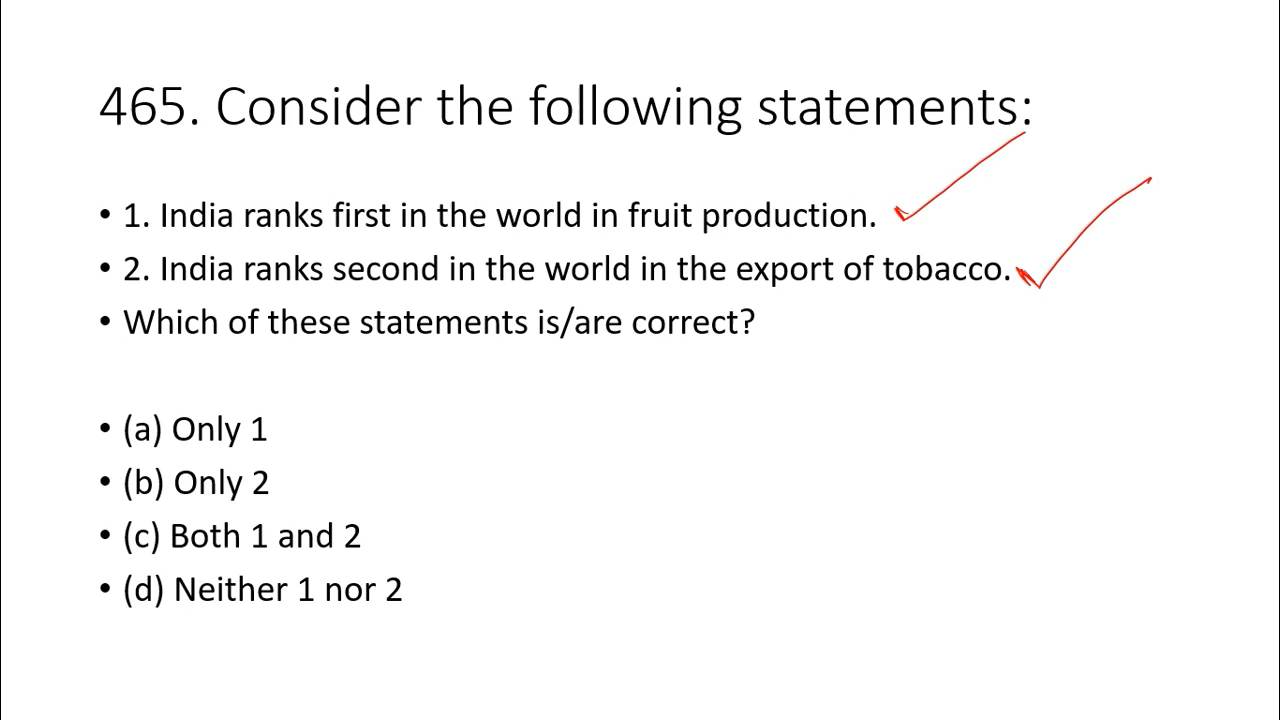 465. Consider the following statements:
• 1. India ranks first in the world in fruit production.
• 2. India ranks second in the world in the export of tobacco.
• Which of these statements is/are correct?
• (a) Only 1
• (b) Only 2
• (c) Both 1 and 2
• (d) Neither 1 nor 2